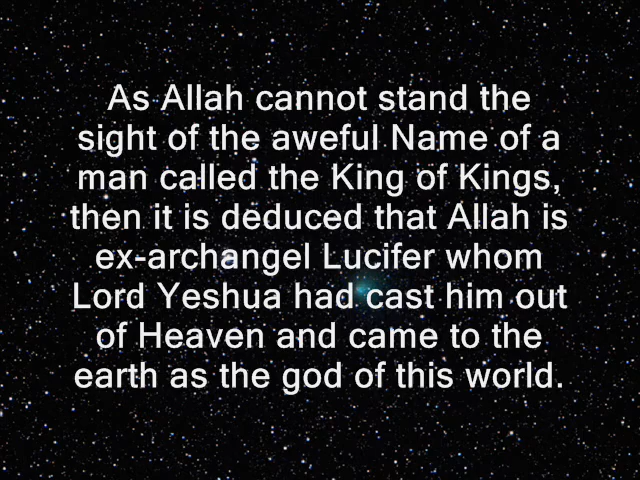 As Allah cannot stand the
sight of the aweful Name of a
man called the King of Kings,
then it is deduced that Allah is
ex-archangel Lucifer whom
Lord Yeshua had cast him out
of Heaven and came to the
earth as the god of this world.